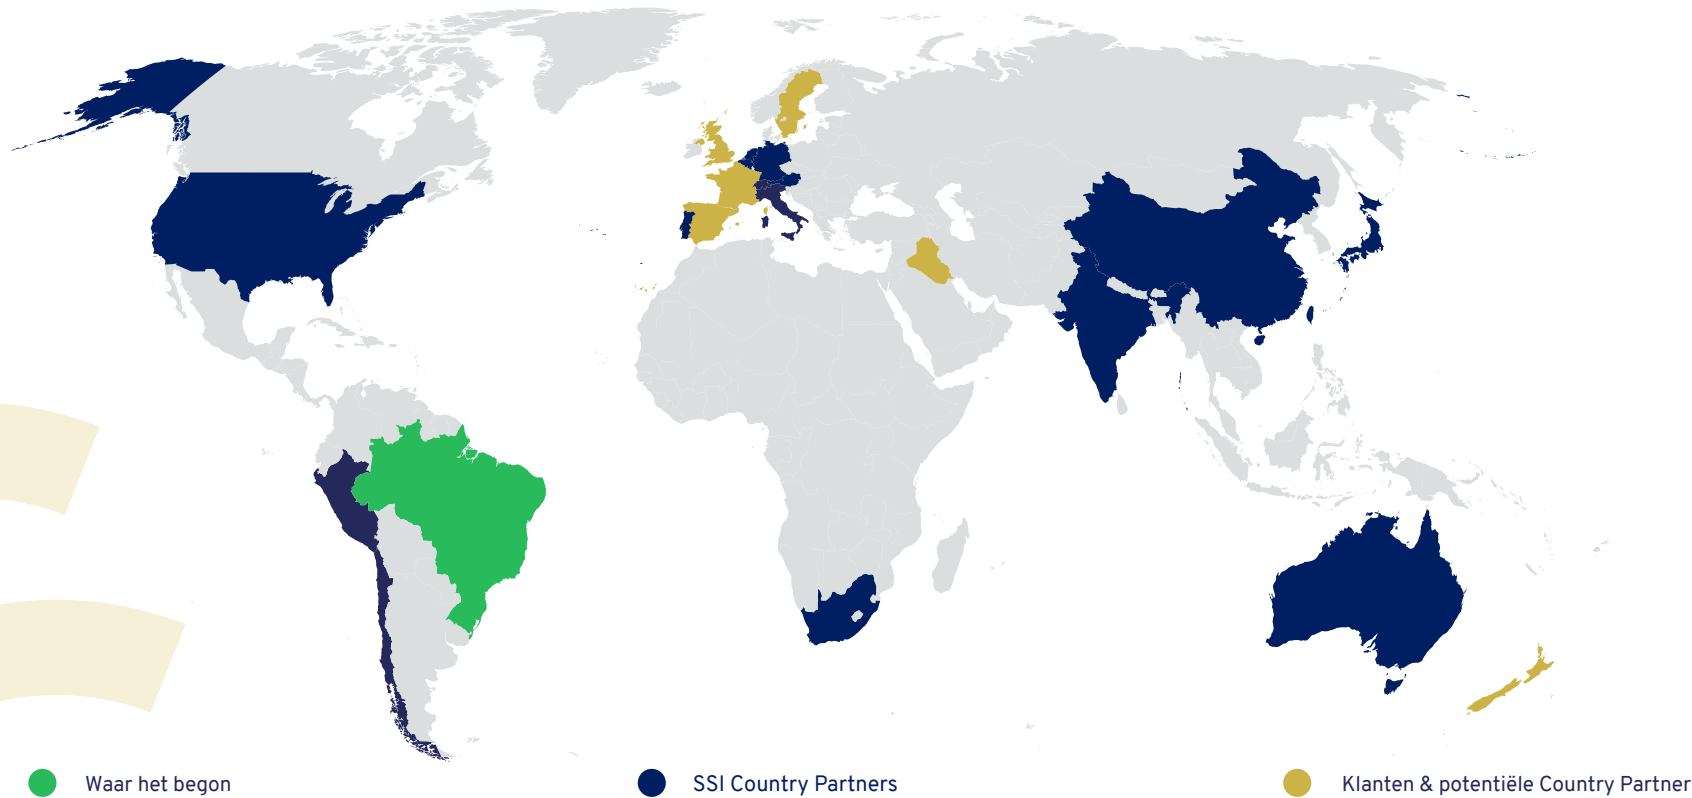 Waar het begon
SSI Country Partners
Klanten & potentiële Country Partner